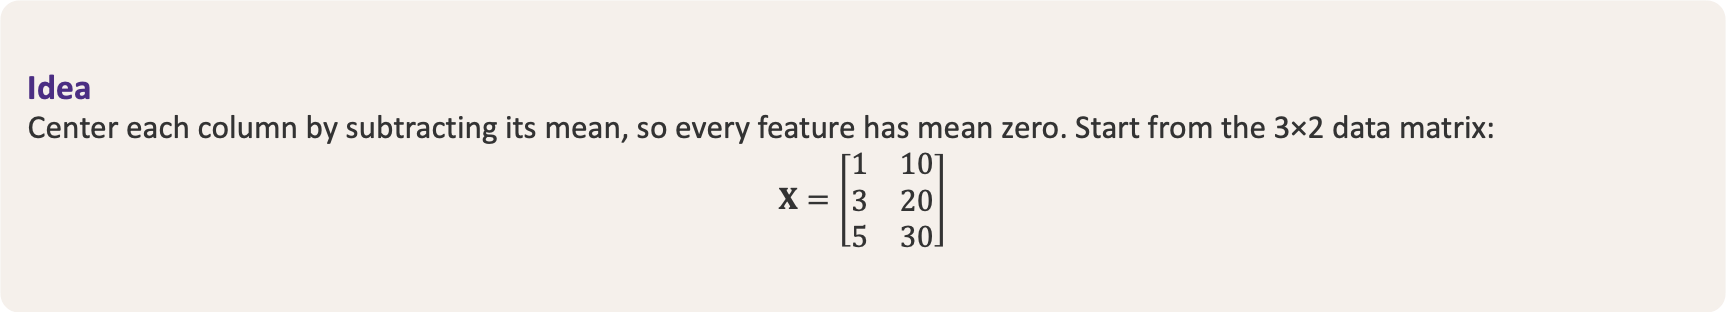 Idea
Center each column by subtracting its mean, so every feature has mean zero. Start from the 3×2 data matrix:
X = [1 10
3 20
5 30]